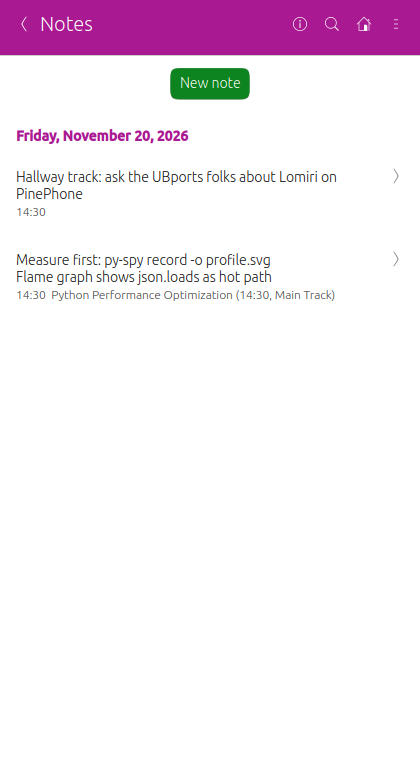 Notes
New note
Friday, November 20, 2026
Hallway track: ask the UBports folks about Lomiri on
PinePhone
14:30
Measure first: py-spy record -o profile.svg
Flame graph shows json.loads as hot path
14:30 Python Performance Optimization (14:30, Main Track)